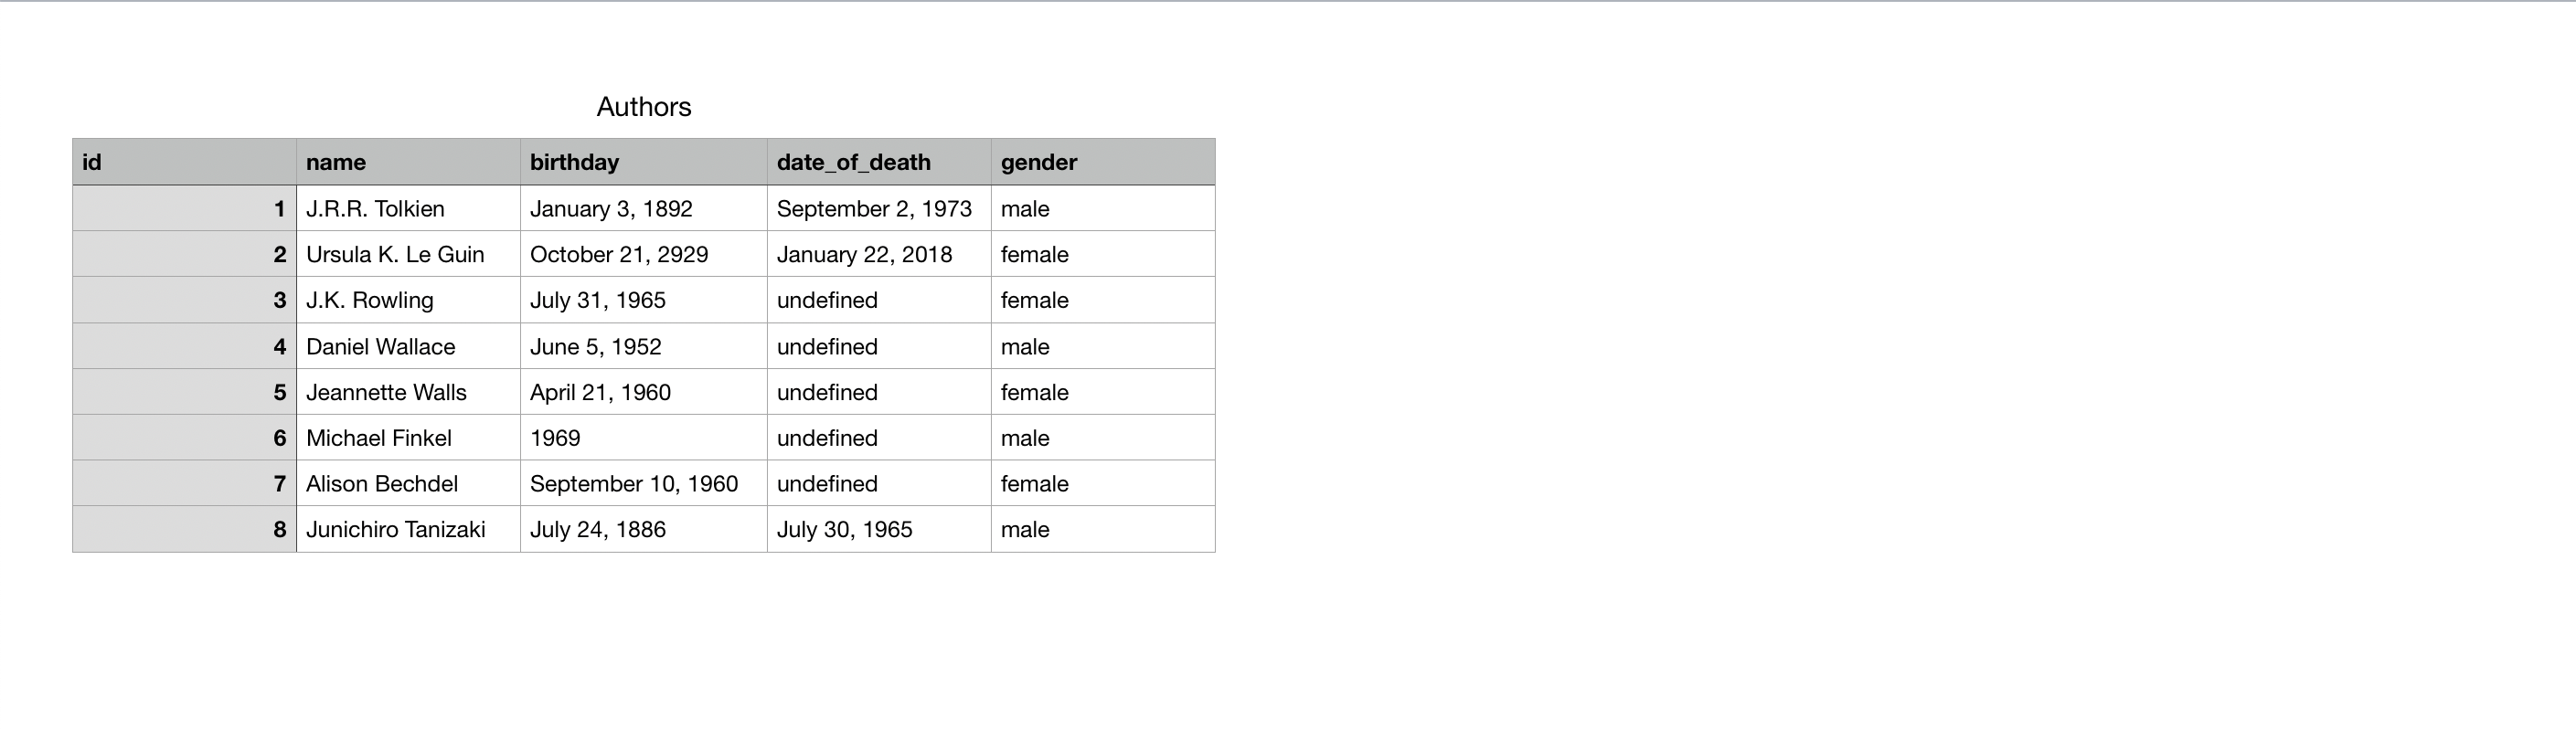 Authors
id name birthday date_of_death gender
1 J.R.R. Tolkien January 3, 1892 September 2, 1973 male
2 Ursula K. Le Guin October 21, 2929 January 22, 2018 female
3 J.K. Rowling July 31, 1965 undefined female
4 Daniel Wallace June 5, 1952 undefined male
5 Jeannette Walls April 21, 1960 undefined female
6 Michael Finkel 1969 undefined male
7 Alison Bechdel September 10, 1960 undefined female
8 Junichiro Tanizaki July 24, 1886 July 30, 1965 male